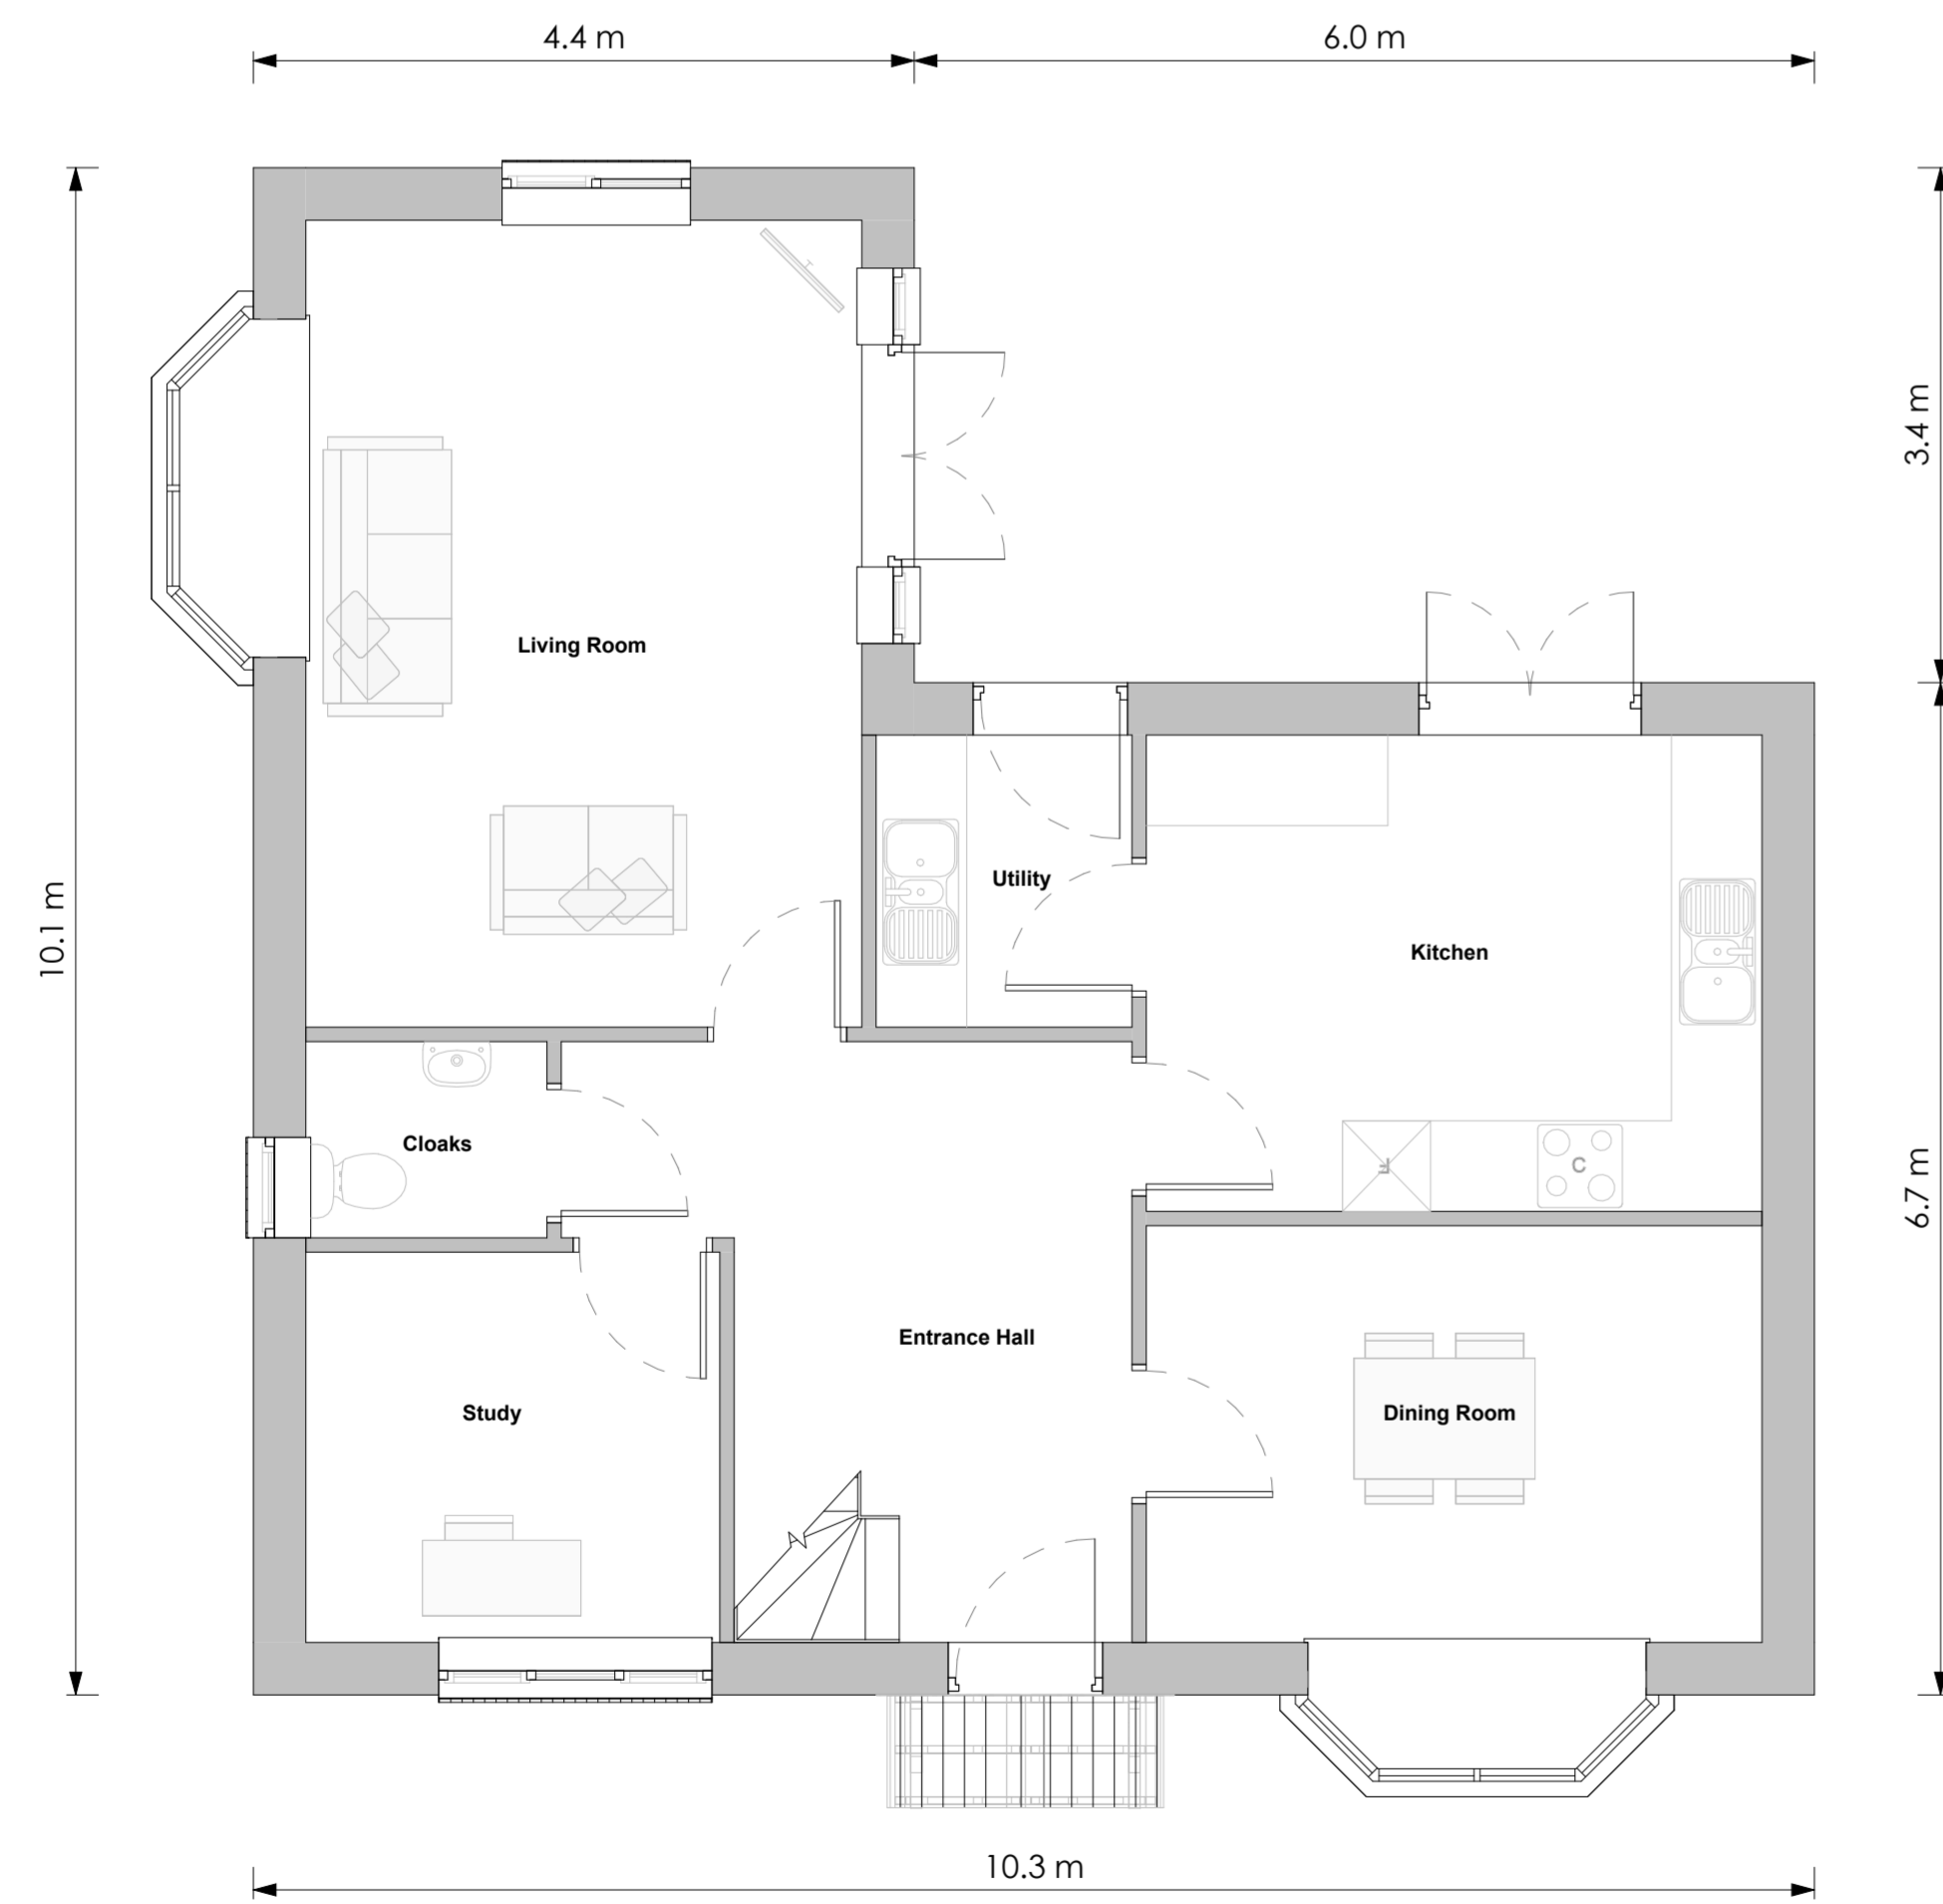 4.4 m
6.0 m
3.4 m
Living Room
Utility
Kitchen
10.1 m
Cloaks
F
C
6.7 m
Entrance Hall
Study
Dining Room
10.3 m